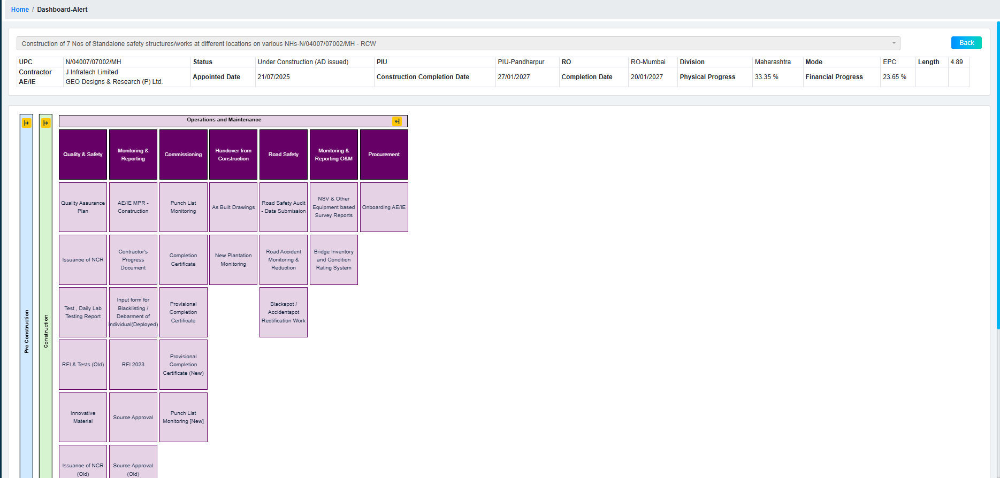 Home / Dashboard-Alert
Construction of 7 Nos of Standalone safety structures/works at different locations on various NHs-N/04007/07002/MH - RCW
Back
UPC N/04007/07002/MH Status Under Construction (AD issued) PIU PIU-Pandharpur RO RO-Mumbai Division Maharashtra Mode EPC Length 4.89
Contractor J Infratech Limited
AE/IE GEO Designs & Research (P) Ltd.
Appointed Date 21/07/2025 Construction Completion Date 27/01/2027 Completion Date 20/01/2027 Physical Progress 33.35 % Financial Progress 23.65 %
Pre Construction
Construction
Operations and Maintenance
Quality & Safety
Monitoring &
Reporting
Commissioning
Handover from
Construction
Road Safety
Monitoring &
Reporting O&M
Procurement
Quality Assurance
Plan
AE/IE MPR -
Construction
Punch List
Monitoring
As Built Drawings
Road Safety Audit
- Data Submission
NSV & Other
Equipment based
Survey Reports
Onboarding AE/IE
Issuance of NCR
Contractor's
Progress
Document
Completion
Certificate
New Plantation
Monitoring
Road Accident
Monitoring &
Reduction
Bridge Inventory
and Condition
Rating System
Test , Daily Lab
Testing Report
Input form for
Blacklisting /
Debarment of
Individual(Deployed)
Provisional
Completion
Certificate
Blackspot /
Accidentspot
Rectification Work
RFI & Tests (Old)
RFI 2023
Provisional
Completion
Certificate (New)
Innovative
Material
Source Approval
Punch List
Monitoring [New]
Issuance of NCR
(Old)
Source Approval
(Old)